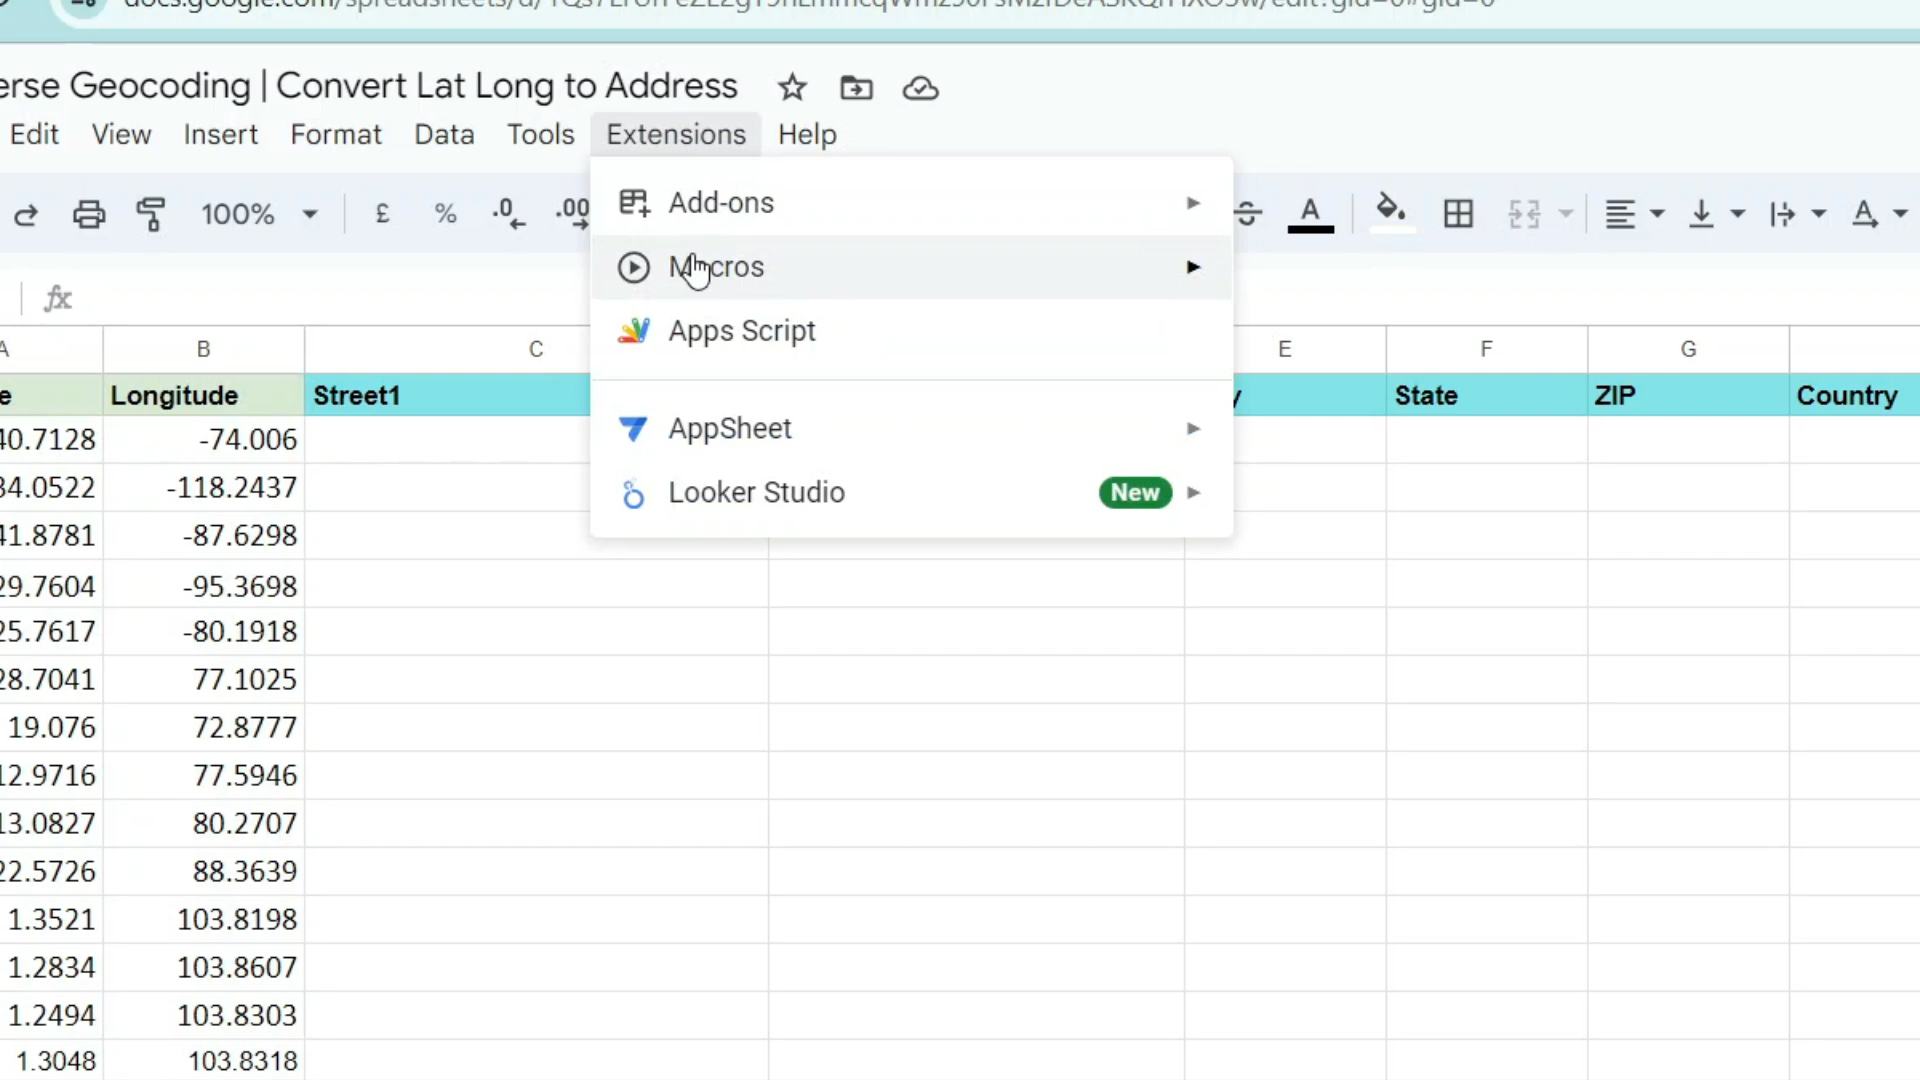 erse Geocoding | Convert Lat Long to Address
Edit View Insert Format Data Tools Extensions Help
100% £ % .0 .00
Add-ons
Macros
Apps Script
AppSheet
Looker Studio New
fx
A B C E F G
e Longitude Street1 y State ZIP Country
40.7128 -74.006
34.0522 -118.2437
41.8781 -87.6298
29.7604 -95.3698
25.7617 -80.1918
28.7041 77.1025
19.076 72.8777
12.9716 77.5946
13.0827 80.2707
22.5726 88.3639
1.3521 103.8198
1.2834 103.8607
1.2494 103.8303
1.3048 103.8318